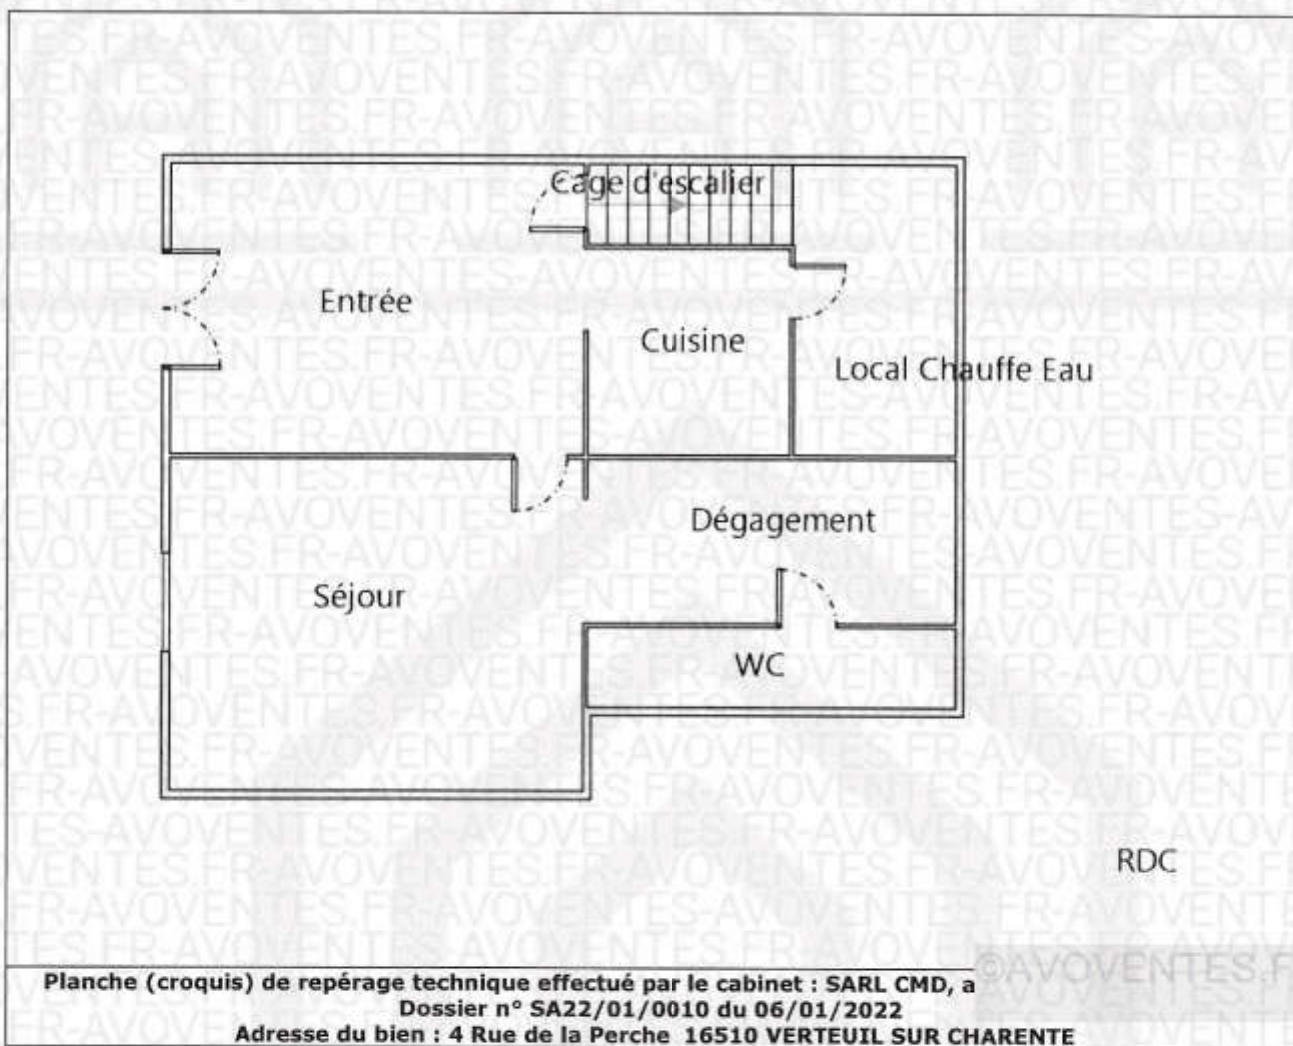 Cage d'escalier
Entrée
Cuisine
Local Chauffe Eau
Dégagement
Séjour
WC
RDC
©AVOVENTES.F
Planche (croquis) de repérage technique effectué par le cabinet : SARL CMD, a
Dossier n° SA22/01/0010 du 06/01/2022
Adresse du bien : 4 Rue de la Perche 16510 VERTEUIL SUR CHARENTE